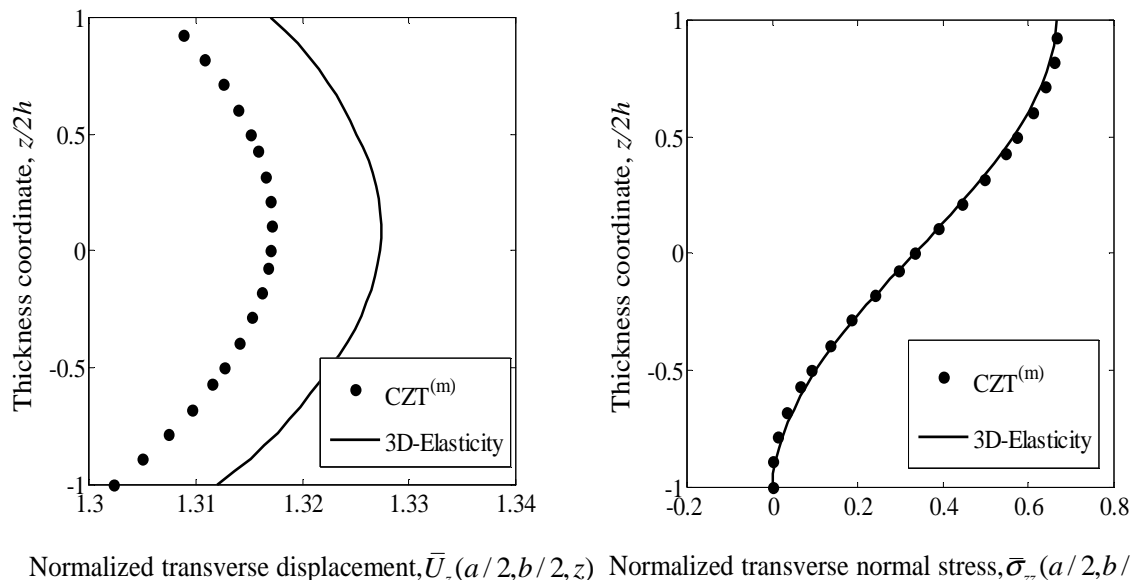 1
0.5
0
-0.5
-1
1.3
1.31
1.32
1.33
1.34
Thickness coordinate, z/2h
CZT(m)
3D-Elasticity
Normalized transverse displacement, U̅z(a/2,b/2,z)
1
0.5
0
-0.5
-1
-0.2
0
0.2
0.4
0.6
0.8
Thickness coordinate, z/2h
CZT(m)
3D-Elasticity
Normalized transverse normal stress, σ̅zz(a/2,b/